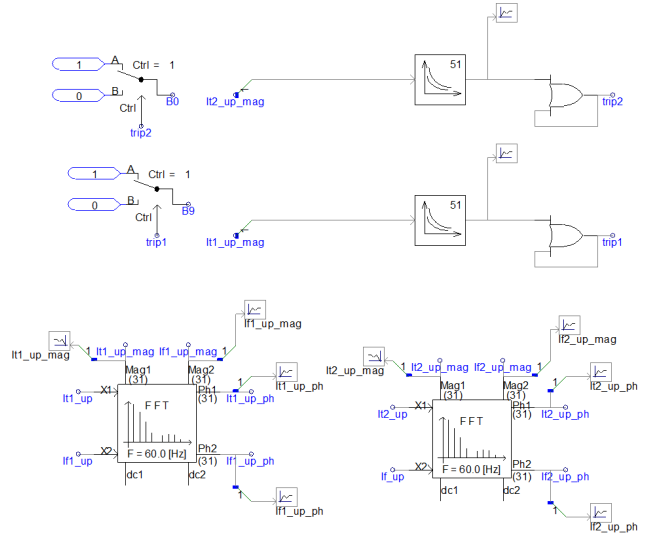 51
1 A Ctrl = 1
0 B
Ctrl
B0
trip2
It2_up_mag
trip2
1 A Ctrl = 1
0 B
Ctrl
B9
trip1
51
It1_up_mag
trip1
If1_up_mag
It1_up_mag
1
It1_up_mag
If1_up_mag
1
Mag1
(31)
Mag2
(31)
It1_up
X1
Ph1
(31)
1
It1_up_ph
It1_up_ph
FFT
If1_up
X2
Ph2
(31)
If1_up_ph
F = 60.0 [Hz]
dc1
dc2
1
If1_up_ph
If2_up_mag
It2_up_mag
1
It2_up_mag
If2_up_mag
1
Mag1
(31)
Mag2
(31)
It2_up
X1
Ph1
(31)
1
It2_up_ph
It2_up_ph
FFT
If_up
X2
Ph2
(31)
If2_up_ph
F = 60.0 [Hz]
dc1
dc2
1
If2_up_ph